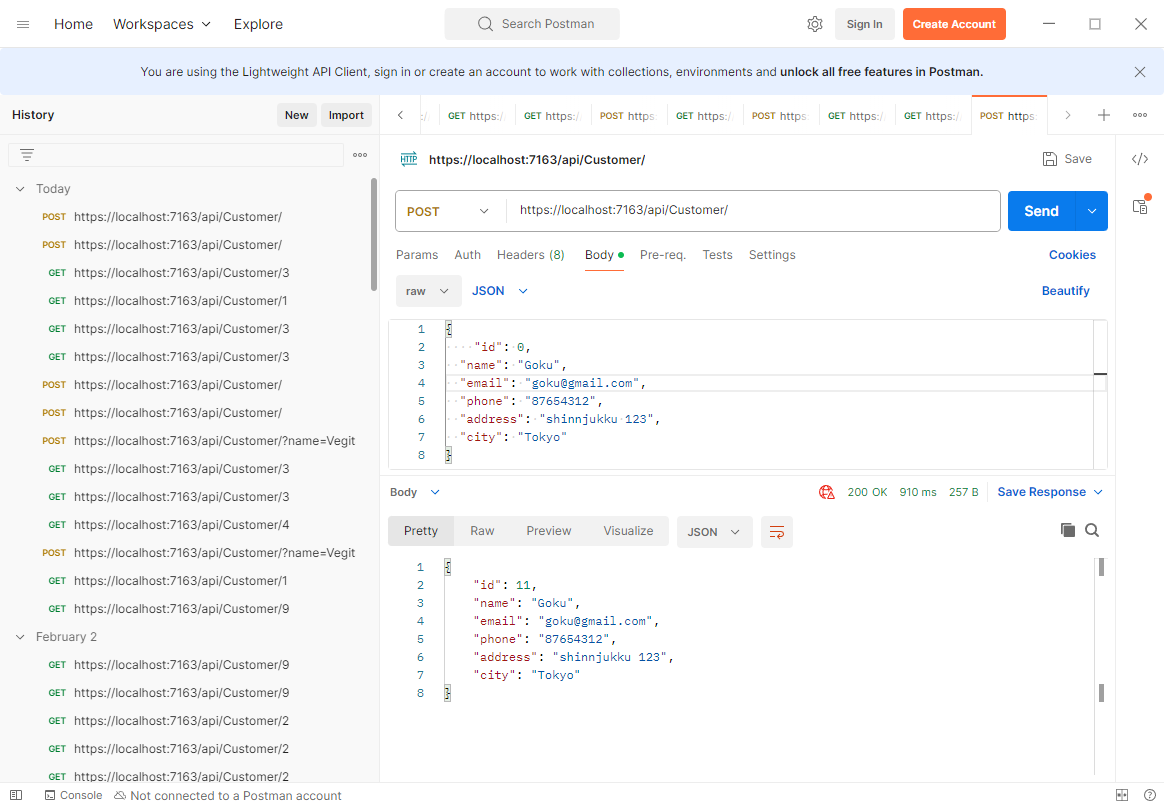 Home Workspaces Explore Search Postman Sign In Create Account
You are using the Lightweight API Client, sign in or create an account to work with collections, environments and unlock all free features in Postman.
History New Import
GET https:/ GET https:/ POST https: GET https:/ POST https: GET https:/ GET https:/ POST https:
Today
POST https://localhost:7163/api/Customer/
POST https://localhost:7163/api/Customer/
GET https://localhost:7163/api/Customer/3
GET https://localhost:7163/api/Customer/1
GET https://localhost:7163/api/Customer/3
GET https://localhost:7163/api/Customer/3
POST https://localhost:7163/api/Customer/
POST https://localhost:7163/api/Customer/
POST https://localhost:7163/api/Customer/?name=Vegit
GET https://localhost:7163/api/Customer/3
GET https://localhost:7163/api/Customer/3
GET https://localhost:7163/api/Customer/4
POST https://localhost:7163/api/Customer/?name=Vegit
GET https://localhost:7163/api/Customer/1
GET https://localhost:7163/api/Customer/9
February 2
GET https://localhost:7163/api/Customer/9
GET https://localhost:7163/api/Customer/9
GET https://localhost:7163/api/Customer/2
GET https://localhost:7163/api/Customer/2
GET https://localhost:7163/api/Customer/2
HTTP https://localhost:7163/api/Customer/ Save </>
POST https://localhost:7163/api/Customer/ Send
Params Auth Headers (8) Body Pre-req. Tests Settings Cookies
raw JSON Beautify
1 {
2 "id": 0,
3 "name": "Goku",
4 "email": "goku@gmail.com",
5 "phone": "87654312",
6 "address": "shinnjukku 123",
7 "city": "Tokyo"
8 }
Body 200 OK 910 ms 257 B Save Response
Pretty Raw Preview Visualize JSON
1 {
2 "id": 11,
3 "name": "Goku",
4 "email": "goku@gmail.com",
5 "phone": "87654312",
6 "address": "shinnjukku 123",
7 "city": "Tokyo"
8 }
Console Not connected to a Postman account